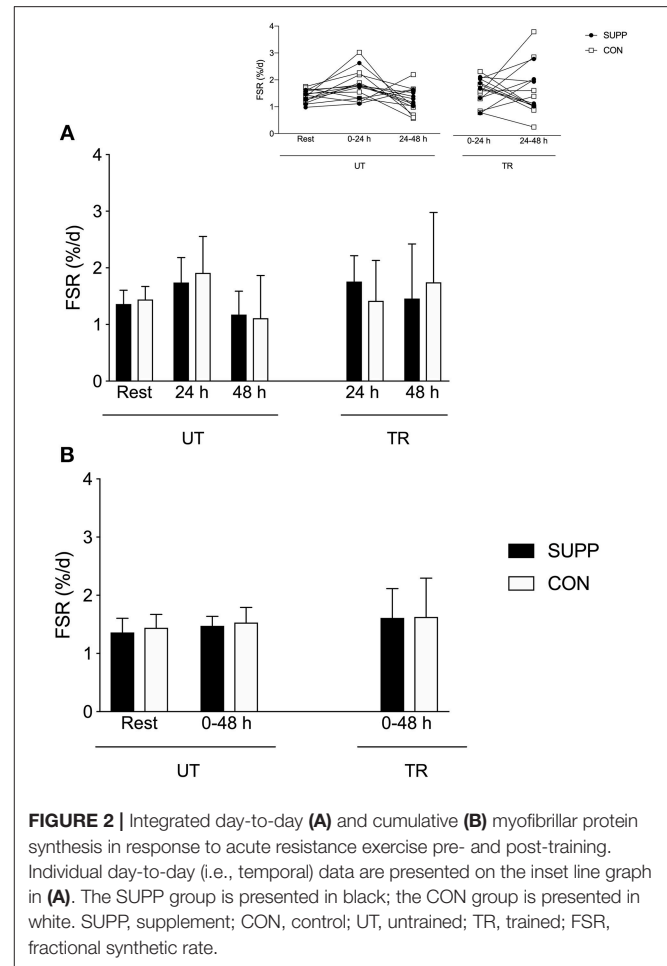 4
3
2
1
0
FSR (%/d)
Rest 0-24 h 24-48 h
UT
0-24 h 24-48 h
TR
SUPP
CON
A
4
3
2
1
0
FSR (%/d)
Rest 24 h 48 h
UT
24 h 48 h
TR
B
4
3
2
1
0
FSR (%/d)
Rest 0-48 h
UT
0-48 h
TR
SUPP
CON
FIGURE 2 | Integrated day-to-day (A) and cumulative (B) myofibrillar protein
synthesis in response to acute resistance exercise pre- and post-training.
Individual day-to-day (i.e., temporal) data are presented on the inset line graph
in (A). The SUPP group is presented in black; the CON group is presented in
white. SUPP, supplement; CON, control; UT, untrained; TR, trained; FSR,
fractional synthetic rate.